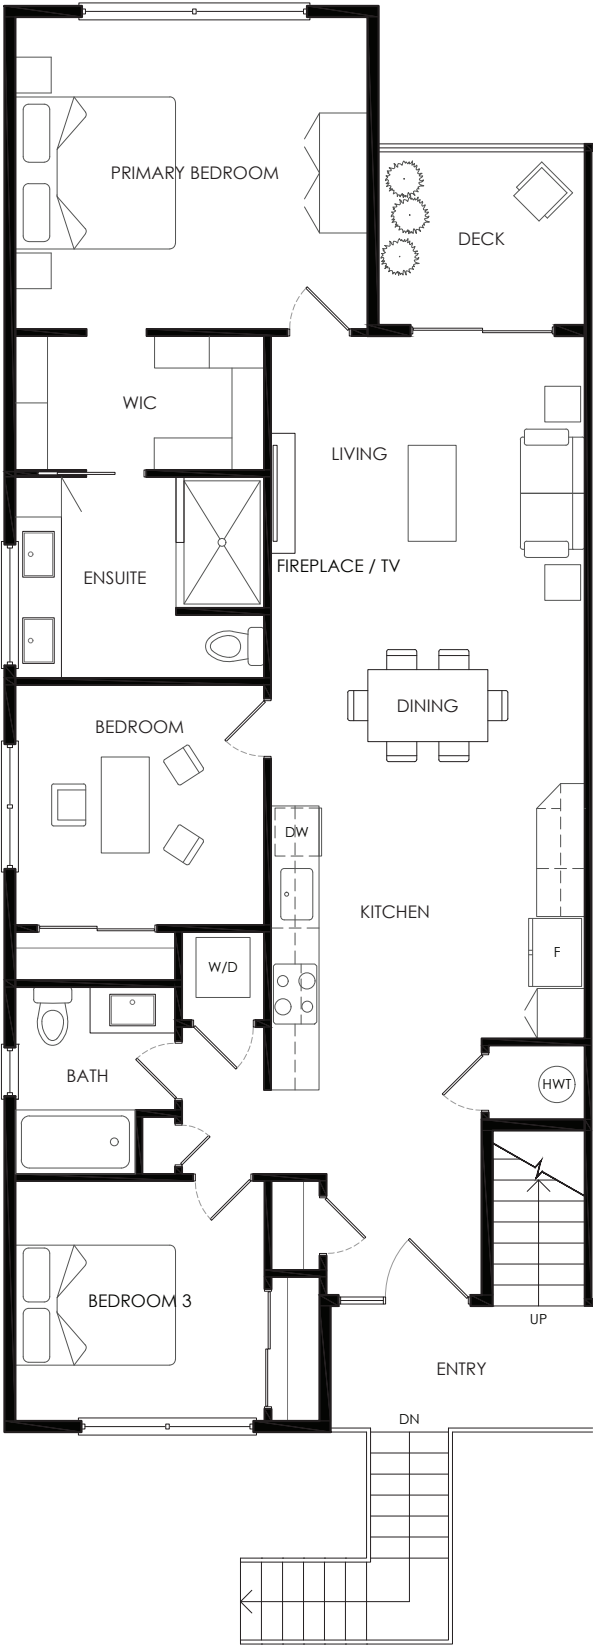 PRIMARY BEDROOM
DECK
WIC
LIVING
FIREPLACE / TV
ENSUITE
DINING
BEDROOM
DW
KITCHEN
F
W/D
BATH
HWT
BEDROOM 3
UP
ENTRY
DN